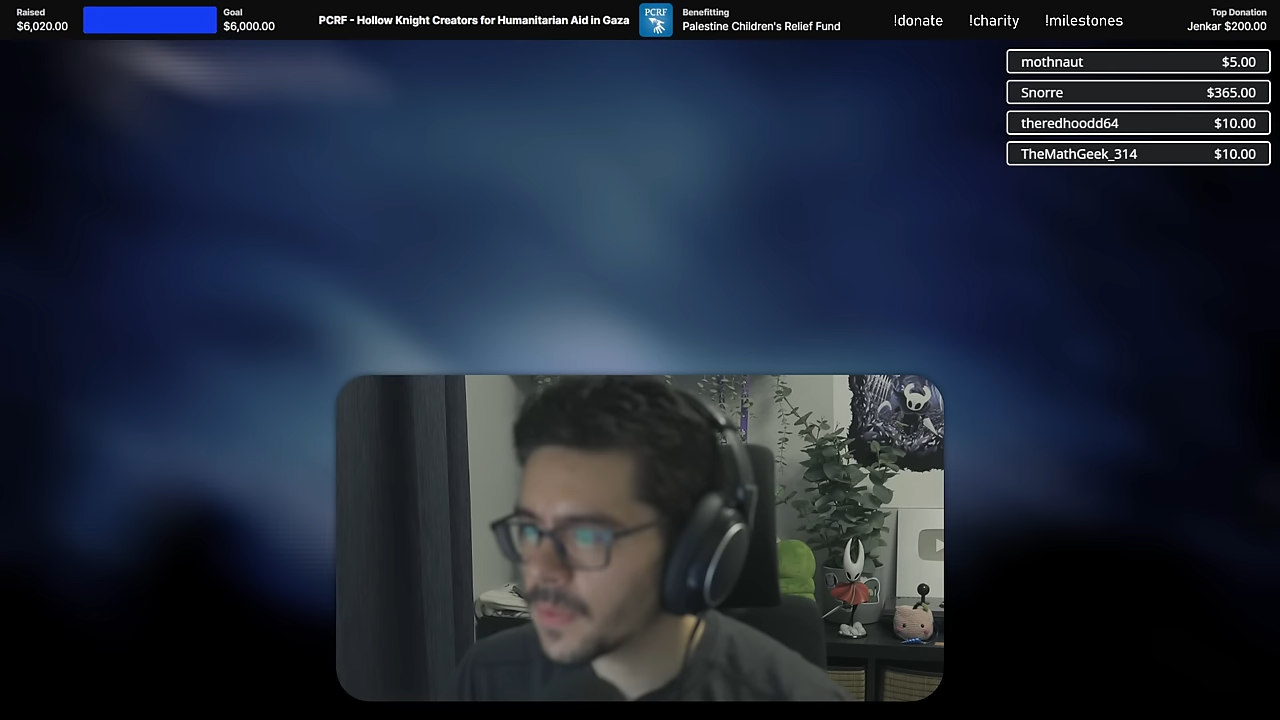 Raised
$6,020.00
Goal
$6,000.00
PCRF - Hollow Knight Creators for Humanitarian Aid in Gaza
PCRF
Benefitting
Palestine Children's Relief Fund
!donate !charity !milestones
Top Donation
Jenkar $200.00
mothnaut $5.00
Snorre $365.00
theredhoodd64 $10.00
TheMathGeek_314 $10.00